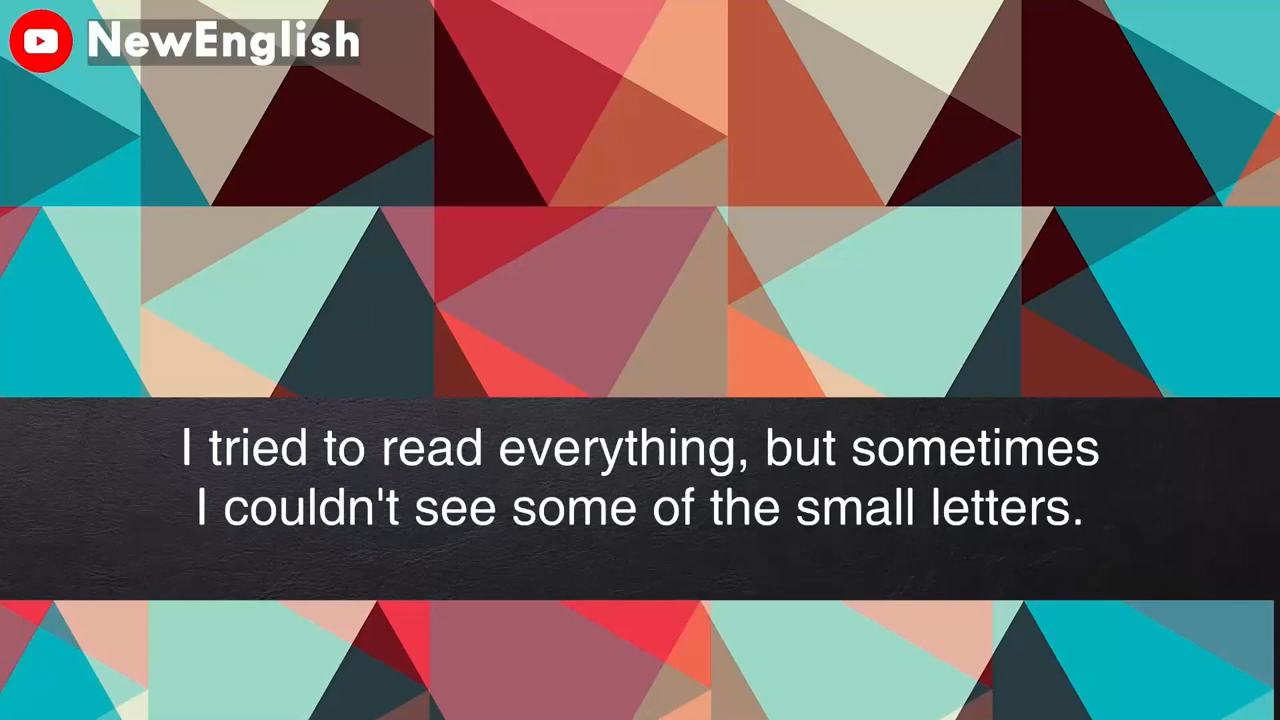 NewEnglish
I tried to read everything, but sometimes
I couldn't see some of the small letters.